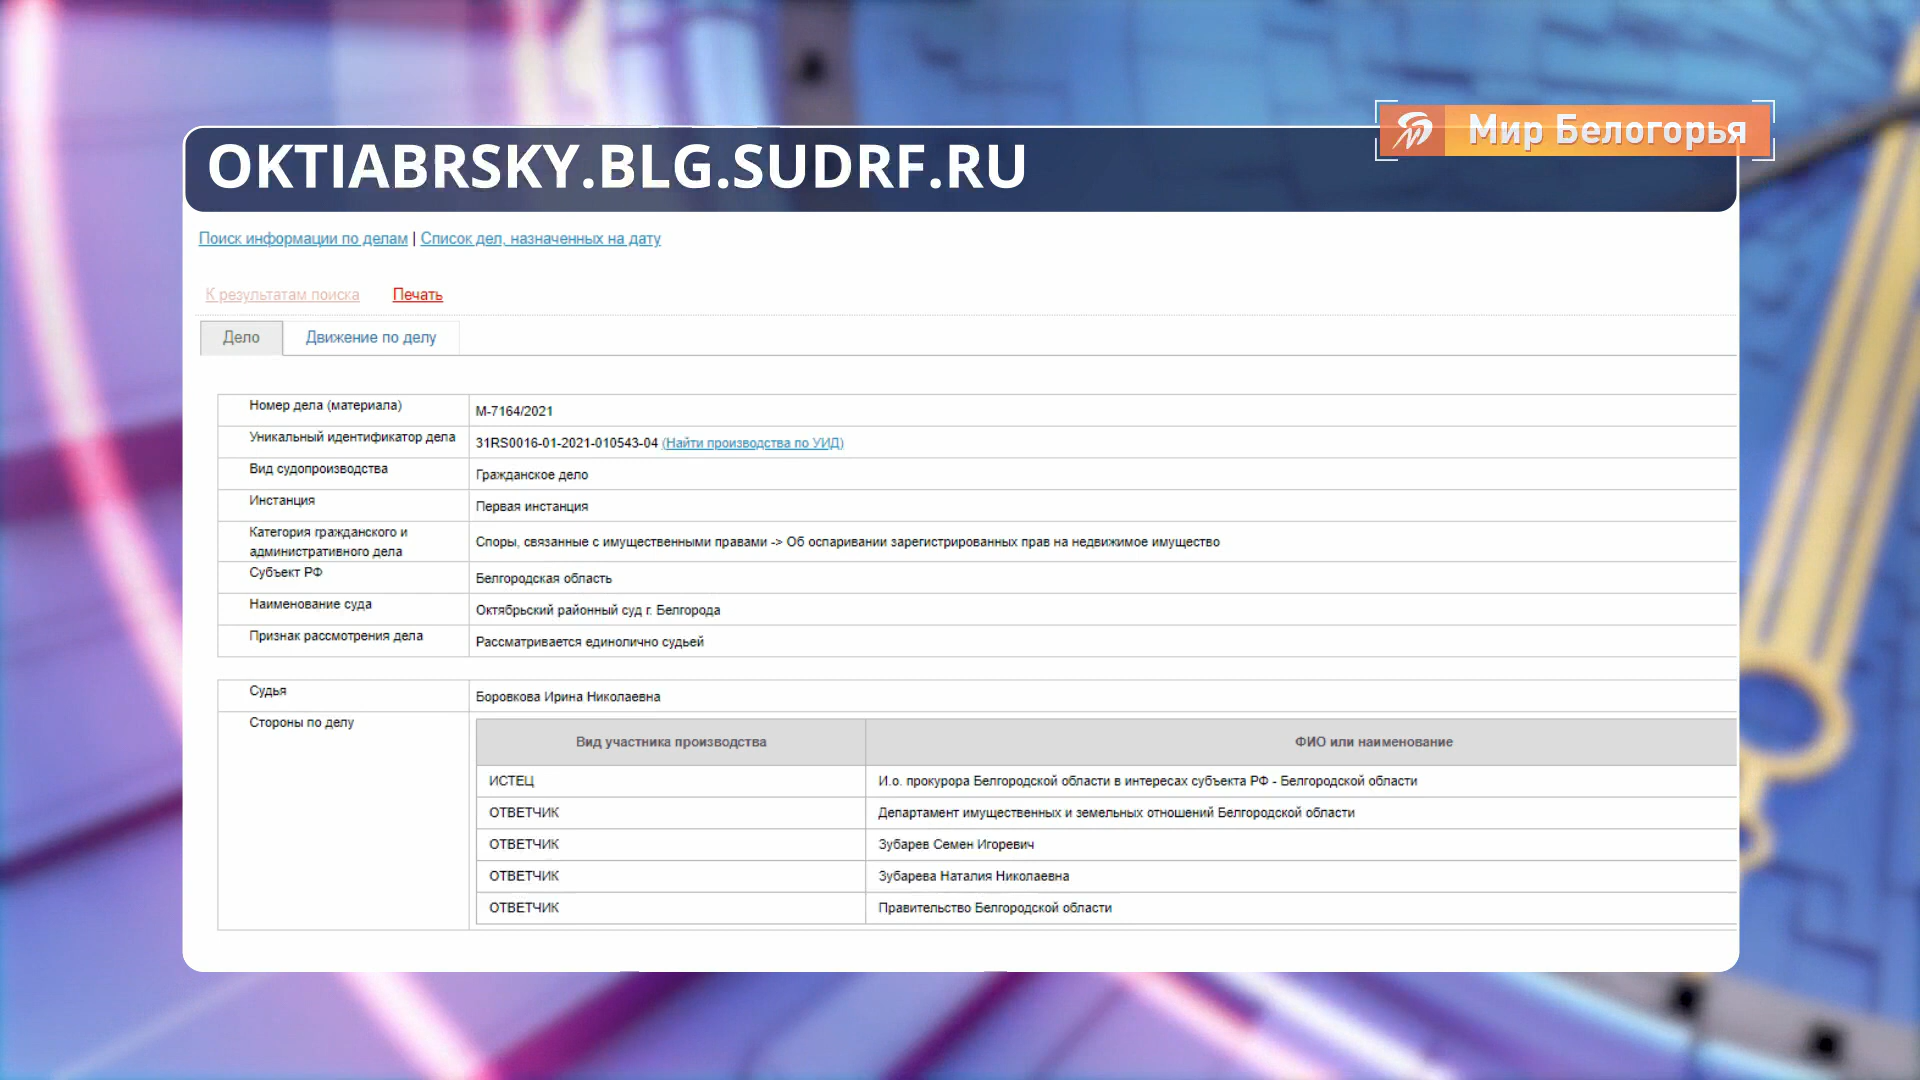 Мир Белогорья
OKTIABRSKY.BLG.SUDRF.RU
Поиск информации по делам | Список дел, назначенных на дату
К результатам поиска Печать
Дело Движение по делу
Номер дела (материала) М-7164/2021
Уникальный идентификатор дела 31RS0016-01-2021-010543-04 (Найти производства по УИД)
Вид судопроизводства Гражданское дело
Инстанция Первая инстанция
Категория гражданского и
административного дела Споры, связанные с имущественными правами -> Об оспаривании зарегистрированных прав на недвижимое имущество
Субъект РФ Белгородская область
Наименование суда Октябрьский районный суд г. Белгорода
Признак рассмотрения дела Рассматривается единолично судьей
Судья Боровкова Ирина Николаевна
Стороны по делу
Вид участника производства ФИО или наименование
ИСТЕЦ И.о. прокурора Белгородской области в интересах субъекта РФ - Белгородской области
ОТВЕТЧИК Департамент имущественных и земельных отношений Белгородской области
ОТВЕТЧИК Зубарев Семен Игоревич
ОТВЕТЧИК Зубарева Наталия Николаевна
ОТВЕТЧИК Правительство Белгородской области